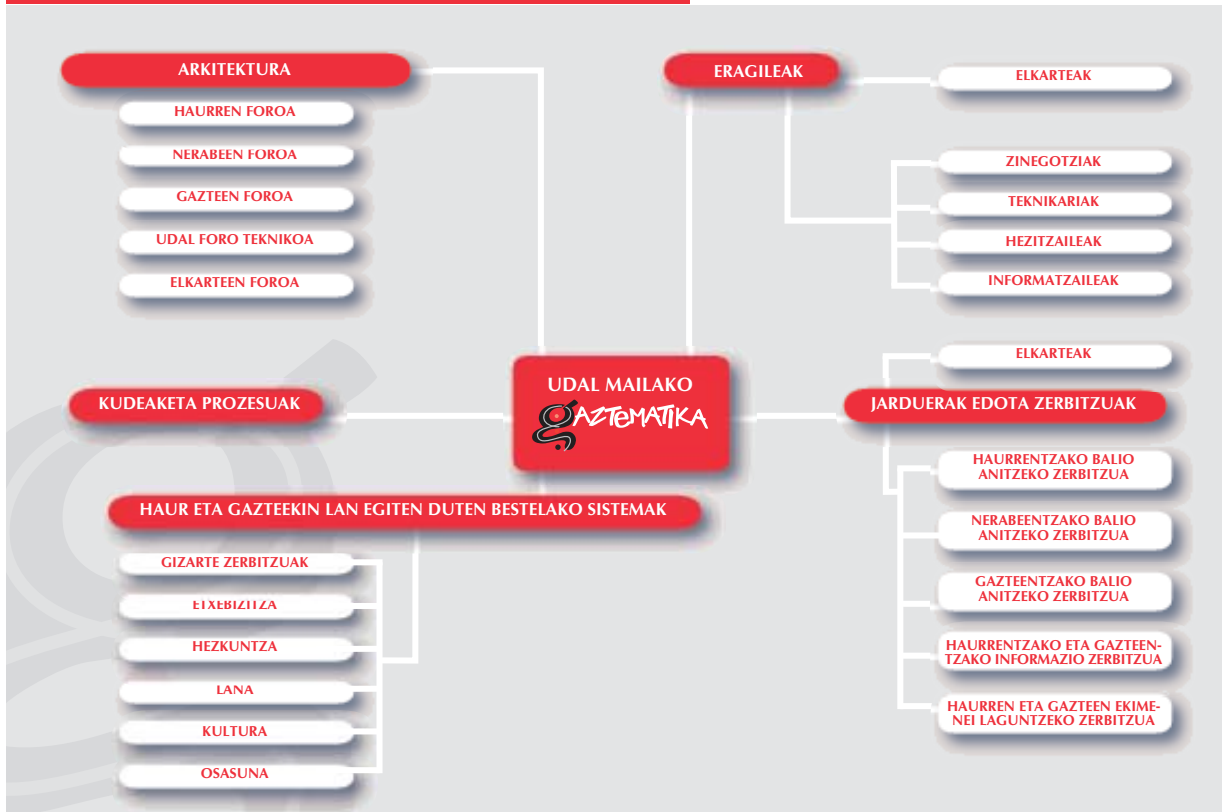 ARKITEKTURA
HAURREN FOROA
NERABEEN FOROA
GAZTEEN FOROA
UDAL FORO TEKNIKOA
ELKARTEEN FOROA
ERAGILEAK
ELKARTEAK
ZINEGOTZIAK
TEKNIKARIAK
HEZITZAILEAK
INFORMATZAILEAK
UDAL MAILAKO
gAZTEMATIKA
KUDEAKETA PROZESUAK
ELKARTEAK
JARDUERAK EDOTA ZERBITZUAK
HAURRENTZAKO BALIO
ANITZEKO ZERBITZUA
NERABEENTZAKO BALIO
ANITZEKO ZERBITZUA
GAZTEENTZAKO BALIO
ANITZEKO ZERBITZUA
HAURRENTZAKO ETA GAZTEEN-
TZAKO INFORMAZIO ZERBITZUA
HAURREN ETA GAZTEEN EKIME-
NEI LAGUNTZEKO ZERBITZUA
HAUR ETA GAZTEEKIN LAN EGITEN DUTEN BESTELAKO SISTEMAK
GIZARTE ZERBITZUAK
ETXEBIZITZA
HEZKUNTZA
LANA
KULTURA
OSASUNA